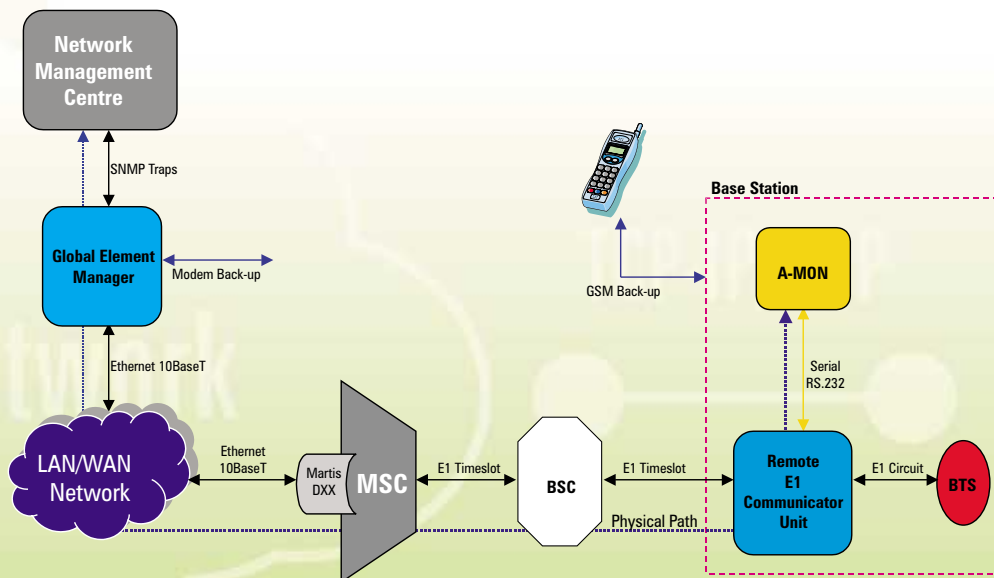 Network
Management
Centre
SNMP Traps
Global Element
Manager
Modem Back-up
Ethernet 10BaseT
LAN/WAN
Network
Ethernet
10BaseT
Martis
DXX
MSC
E1 Timeslot
BSC
E1 Timeslot
Physical Path
GSM Back-up
Base Station
A-MON
Serial
RS.232
Remote
E1
Communicator
Unit
E1 Circuit
BTS
twork